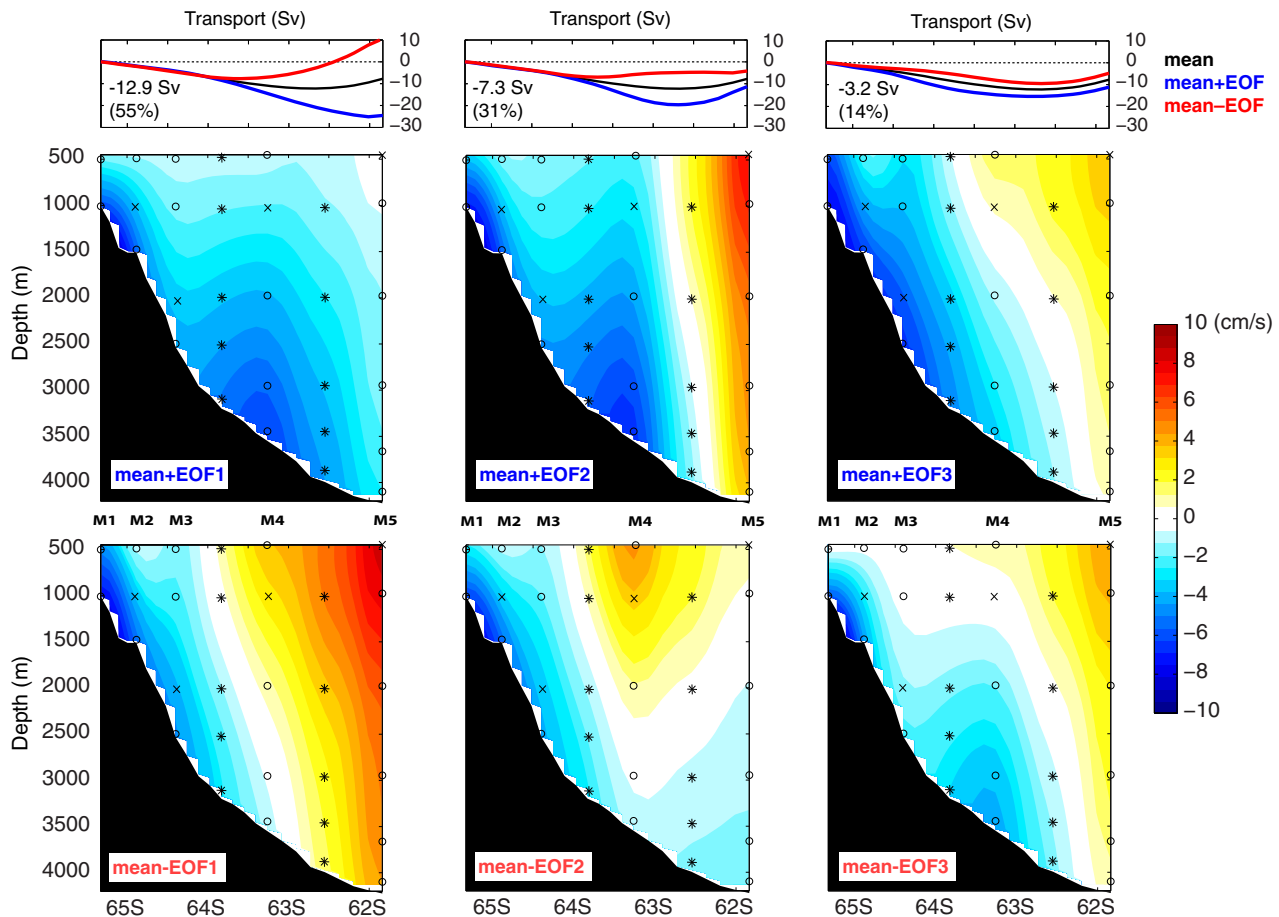 Transport (Sv) Transport (Sv) Transport (Sv)
10 10 10 mean
0 0 0 mean+EOF
−10 −10 −10 mean−EOF
−20 −20 −20
−30 −30 −30
-12.9 Sv -7.3 Sv -3.2 Sv
(55%) (31%) (14%)
500
1000
1500
2000
2500
3000
3500
4000
Depth (m)
mean+EOF1 mean+EOF2 mean+EOF3
M1 M2 M3 M4 M5 M1 M2 M3 M4 M5 M1 M2 M3 M4 M5
500
1000
1500
2000
2500
3000
3500
4000
Depth (m)
mean-EOF1 mean-EOF2 mean-EOF3
65S 64S 63S 62S 65S 64S 63S 62S 65S 64S 63S 62S
10 (cm/s)
8
6
4
2
0
−2
−4
−6
−8
−10